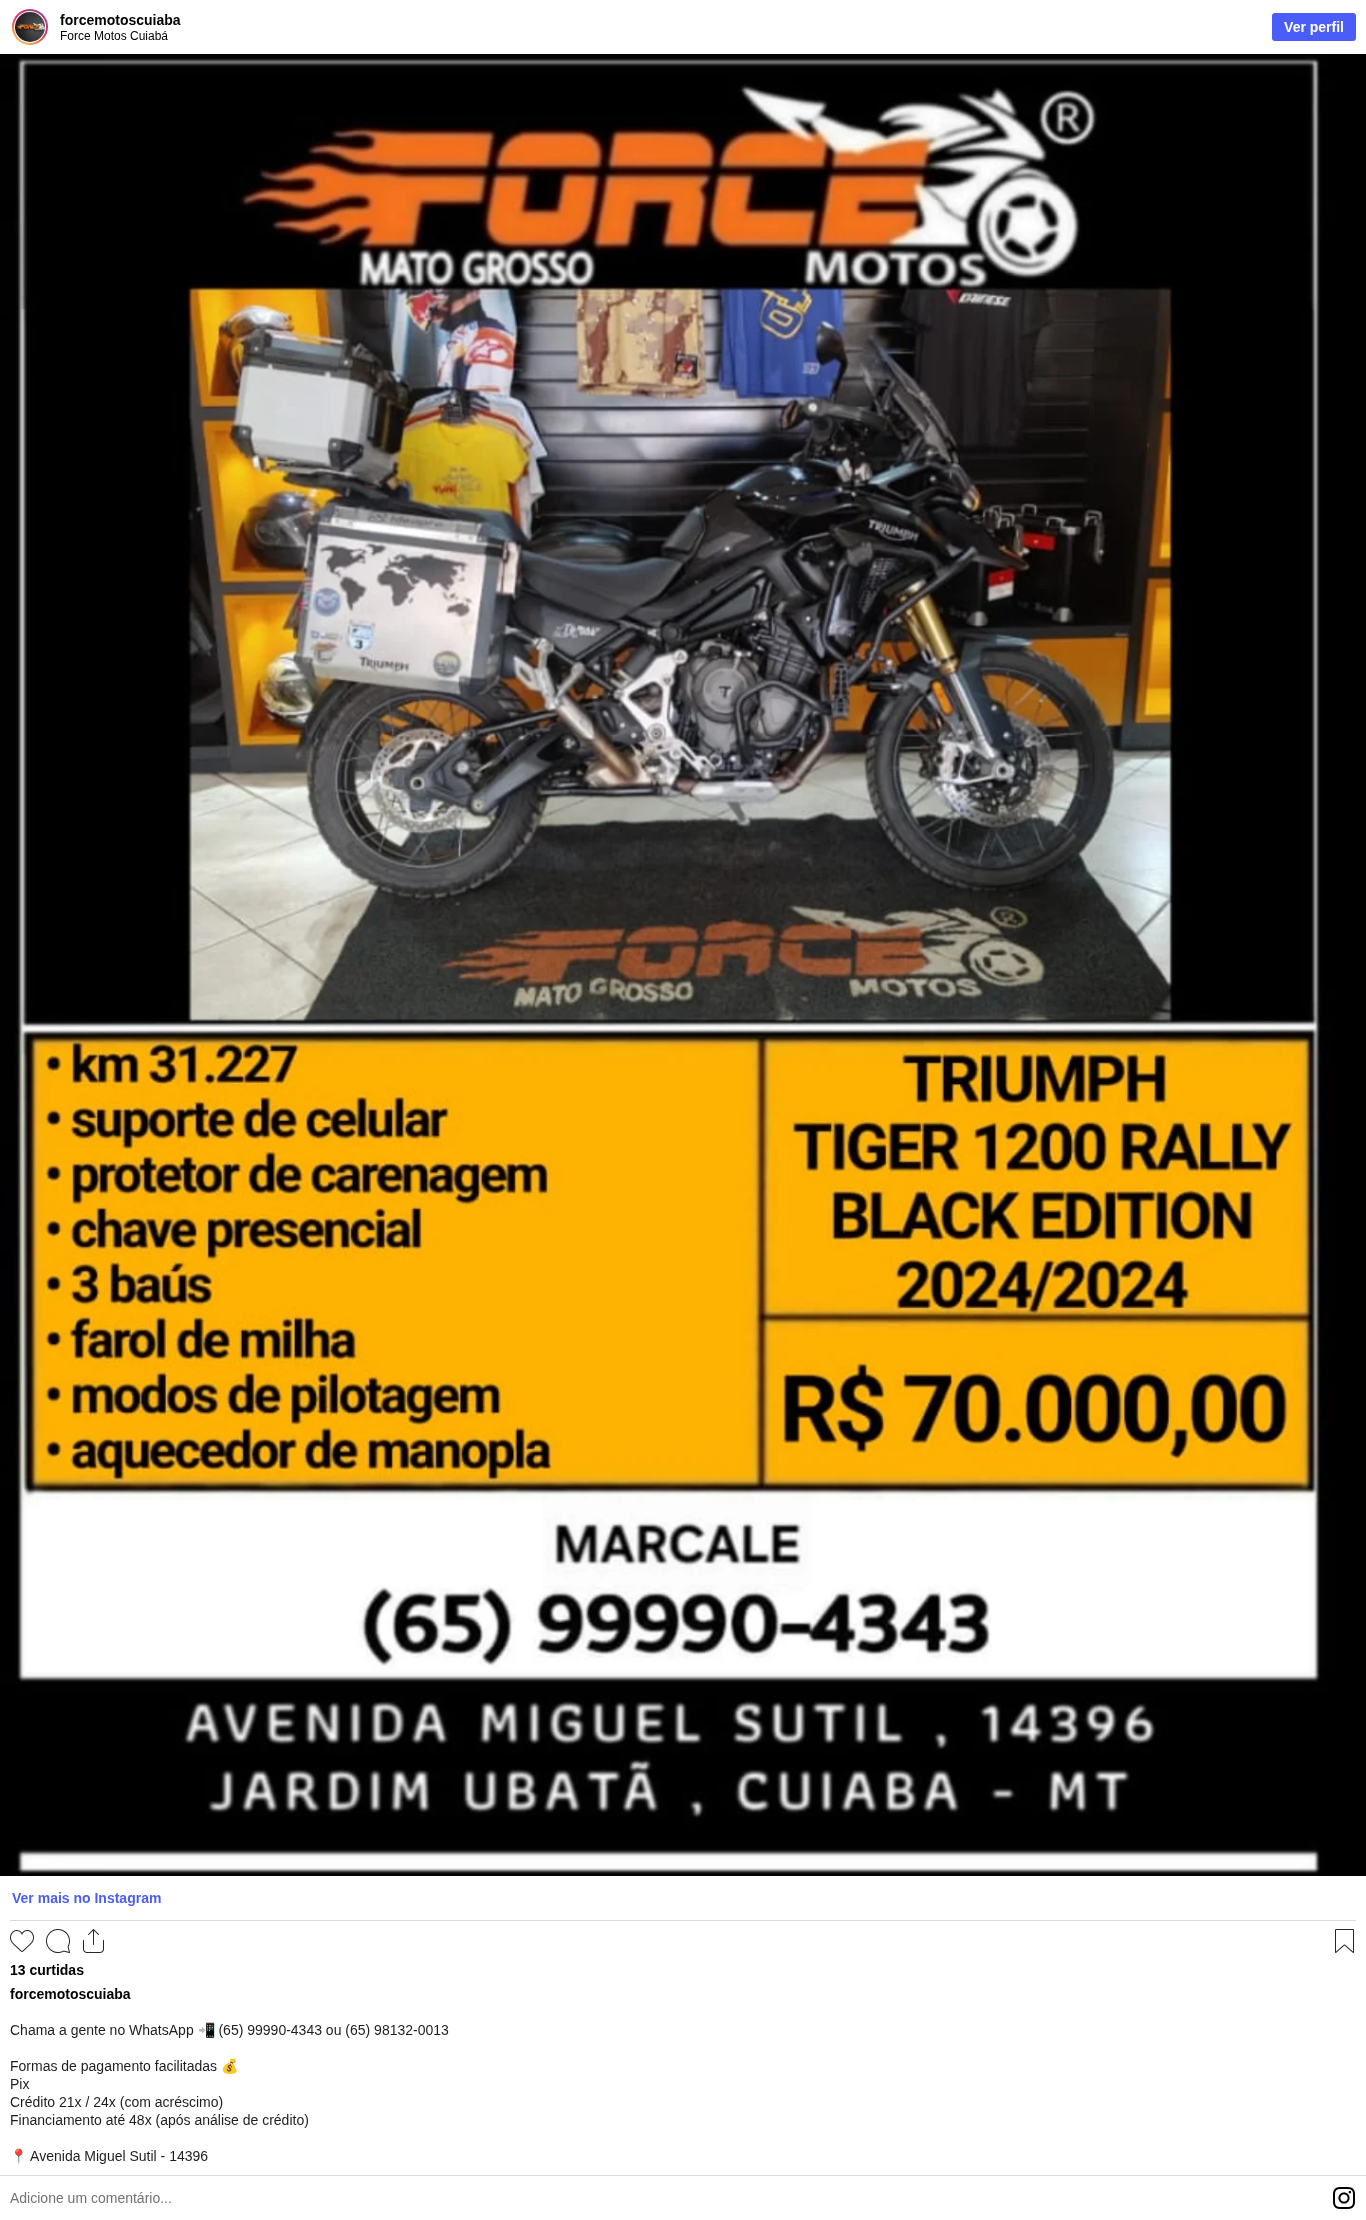 forcemotoscuiaba
Force Motos Cuiabá
Ver perfil
FORCE
®
MATO GROSSO MOTOS
DAINESE
TRIUMPH
TRIUMPH
FORCE
®
MATO GROSSO MOTOS
• km 31.227
• suporte de celular
• protetor de carenagem
• chave presencial
• 3 baús
• farol de milha
• modos de pilotagem
• aquecedor de manopla
TRIUMPH
TIGER 1200 RALLY
BLACK EDITION
2024/2024
R$ 70.000,00
MARCALE
(65) 99990-4343
AVENIDA MIGUEL SUTIL , 14396
JARDIM UBATÃ , CUIABA - MT
Ver mais no Instagram
13 curtidas
forcemotoscuiaba
Chama a gente no WhatsApp 📲 (65) 99990-4343 ou (65) 98132-0013
Formas de pagamento facilitadas 💰
Pix
Crédito 21x / 24x (com acréscimo)
Financiamento até 48x (após análise de crédito)
📍 Avenida Miguel Sutil - 14396
Adicione um comentário...